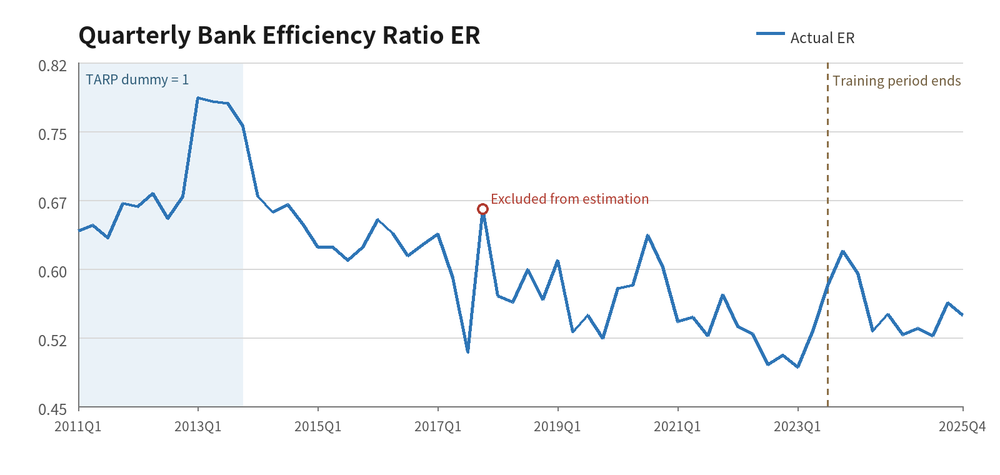 Quarterly Bank Efficiency Ratio ER
Actual ER
0.82
TARP dummy = 1
Training period ends
0.75
0.67
Excluded from estimation
0.60
0.52
0.45
2011Q1 2013Q1 2015Q1 2017Q1 2019Q1 2021Q1 2023Q1 2025Q4